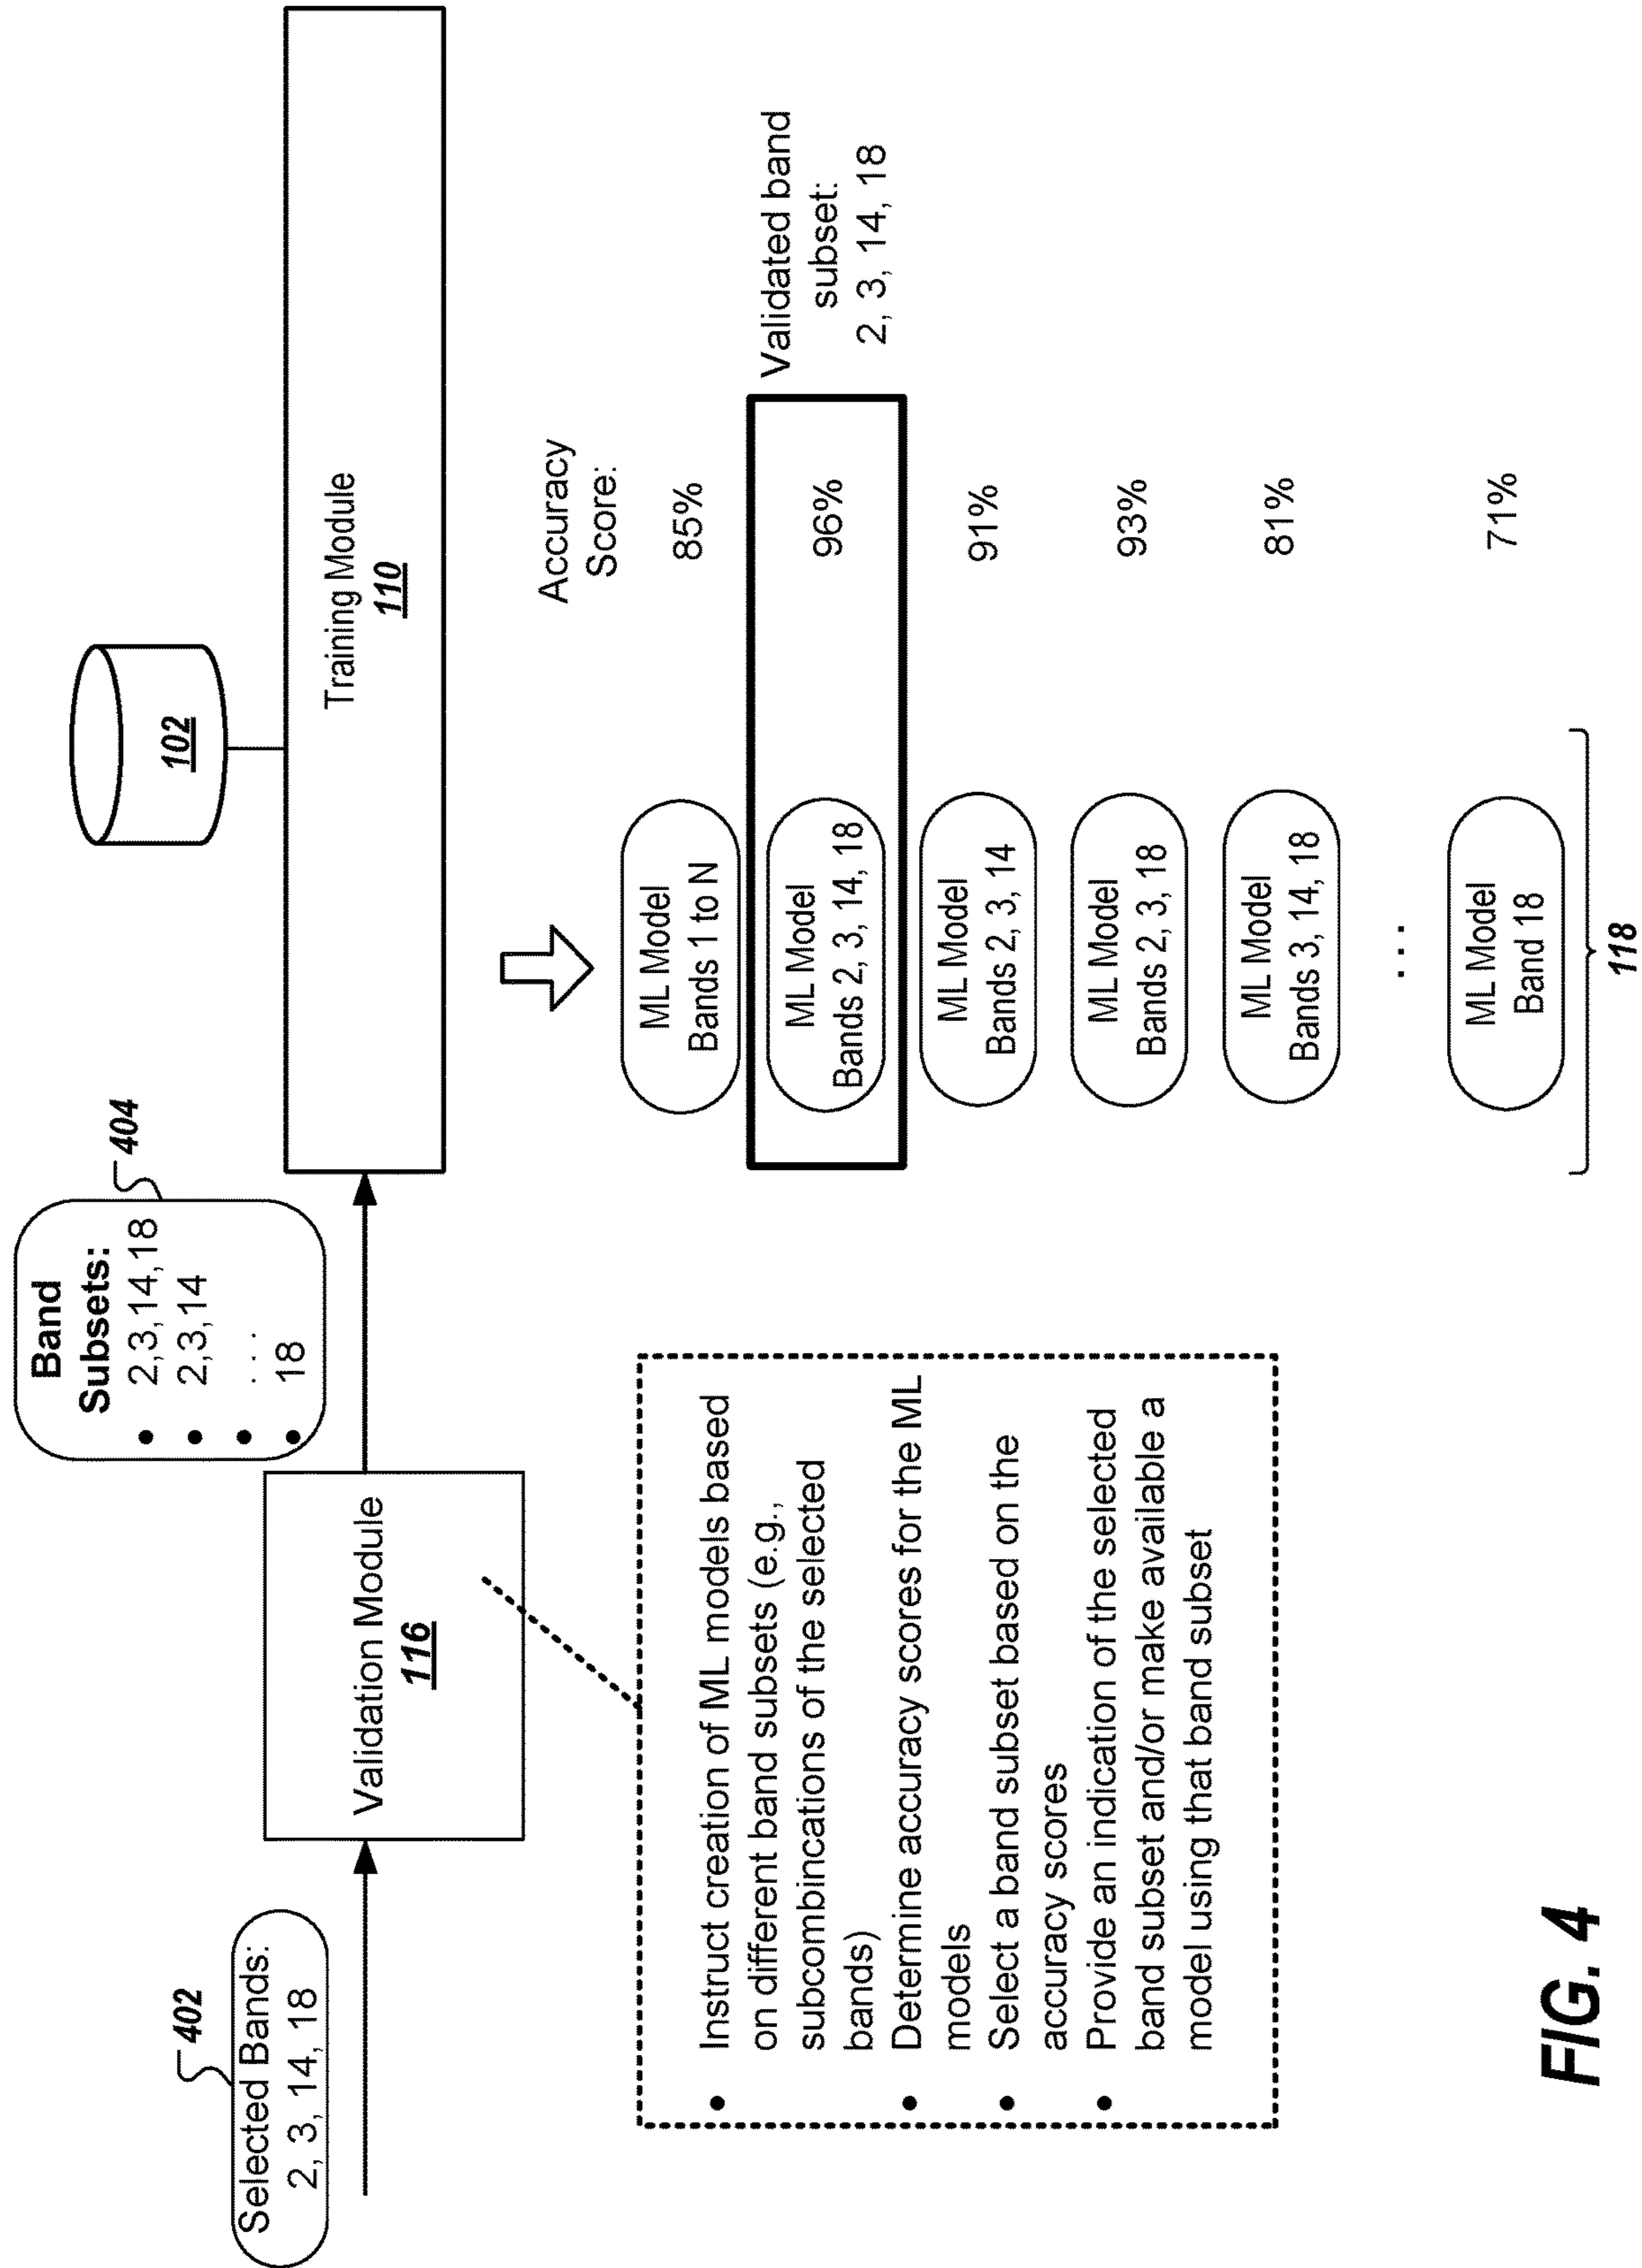 402
Selected Bands:
2, 3, 14, 18
Validation Module
116
404
Band
Subsets:
• 2,3,14,18
• 2,3,14
• . . .
• 18
102
Training Module
110
• Instruct creation of ML models based
on different band subsets (e.g.,
subcombincations of the selected
bands)
• Determine accuracy scores for the ML
models
• Select a band subset based on the
accuracy scores
• Provide an indication of the selected
band subset and/or make available a
model using that band subset
Accuracy
Score:
ML Model
Bands 1 to N
85%
ML Model
Bands 2, 3, 14, 18
96%
Validated band
subset:
2, 3, 14, 18
ML Model
Bands 2, 3, 14
91%
ML Model
Bands 2, 3, 18
93%
ML Model
Bands 3, 14, 18
81%
. . .
ML Model
Band 18
71%
118
FIG. 4